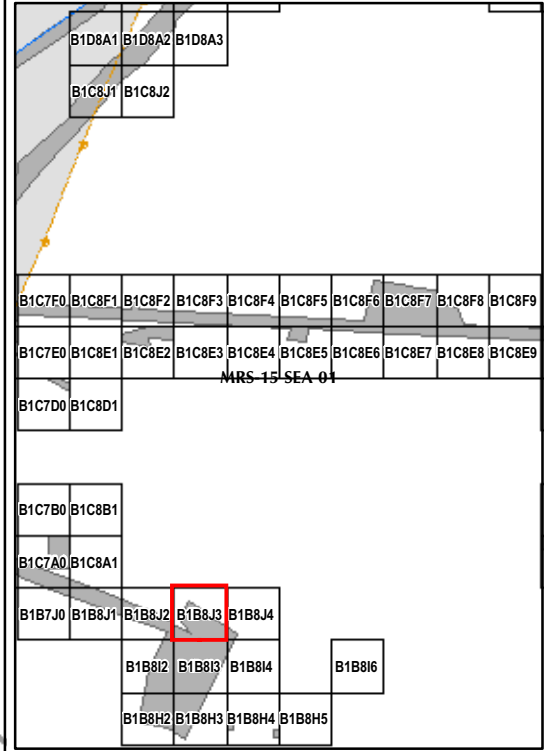 B1D8A1 B1D8A2 B1D8A3
B1C8J1 B1C8J2
B1C7F0 B1C8F1 B1C8F2 B1C8F3 B1C8F4 B1C8F5 B1C8F6 B1C8F7 B1C8F8 B1C8F9
B1C7E0 B1C8E1 B1C8E2 B1C8E3 B1C8E4 B1C8E5 B1C8E6 B1C8E7 B1C8E8 B1C8E9
MRS-15 SEA 01
B1C7D0 B1C8D1
B1C7B0 B1C8B1
B1C7A0 B1C8A1
B1B7J0 B1B8J1 B1B8J2 B1B8J3 B1B8J4
B1B8I2 B1B8I3 B1B8I4 B1B8I6
B1B8H2 B1B8H3 B1B8H4 B1B8H5